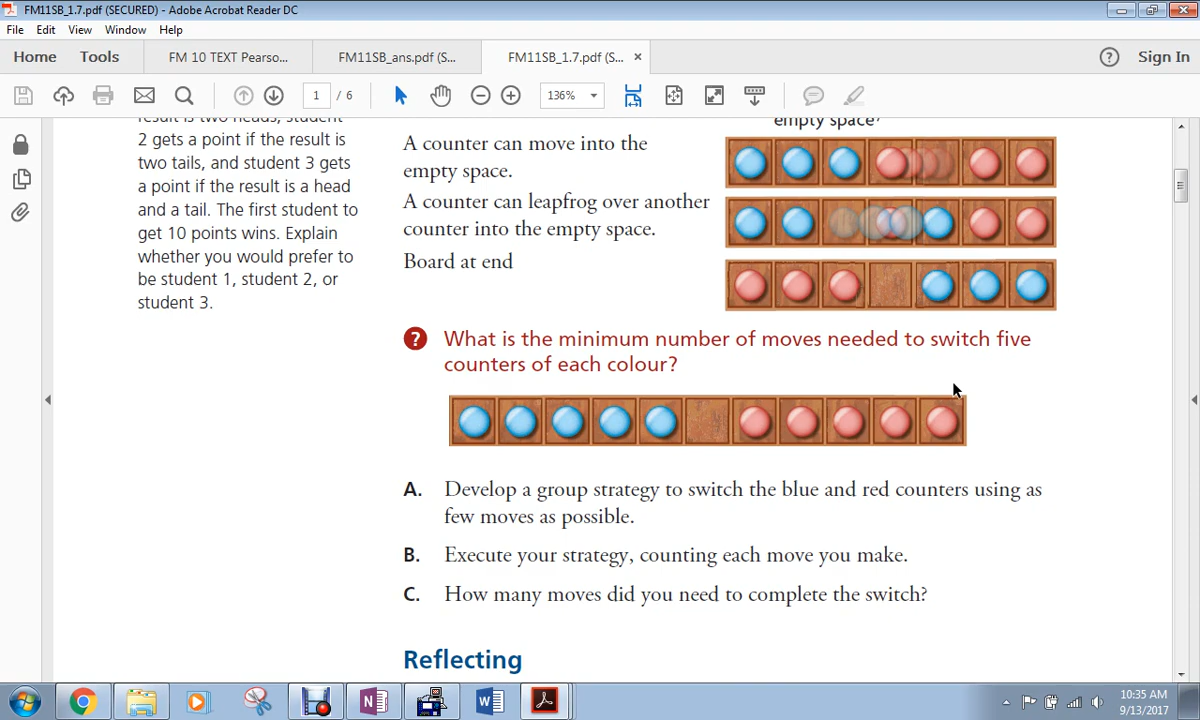 FM11SB_1.7.pdf (SECURED) - Adobe Acrobat Reader DC
File Edit View Window Help
Home Tools FM 10 TEXT Pearso... FM11SB_ans.pdf (S... FM11SB_1.7.pdf (S... × ? Sign In
1 / 6 136%
result is two heads, student
2 gets a point if the result is
two tails, and student 3 gets
a point if the result is a head
and a tail. The first student to
get 10 points wins. Explain
whether you would prefer to
be student 1, student 2, or
student 3.
empty space?
A counter can move into the
empty space.
A counter can leapfrog over another
counter into the empty space.
Board at end
? What is the minimum number of moves needed to switch five
counters of each colour?
A. Develop a group strategy to switch the blue and red counters using as
few moves as possible.
B. Execute your strategy, counting each move you make.
C. How many moves did you need to complete the switch?
Reflecting
10:35 AM
9/13/2017